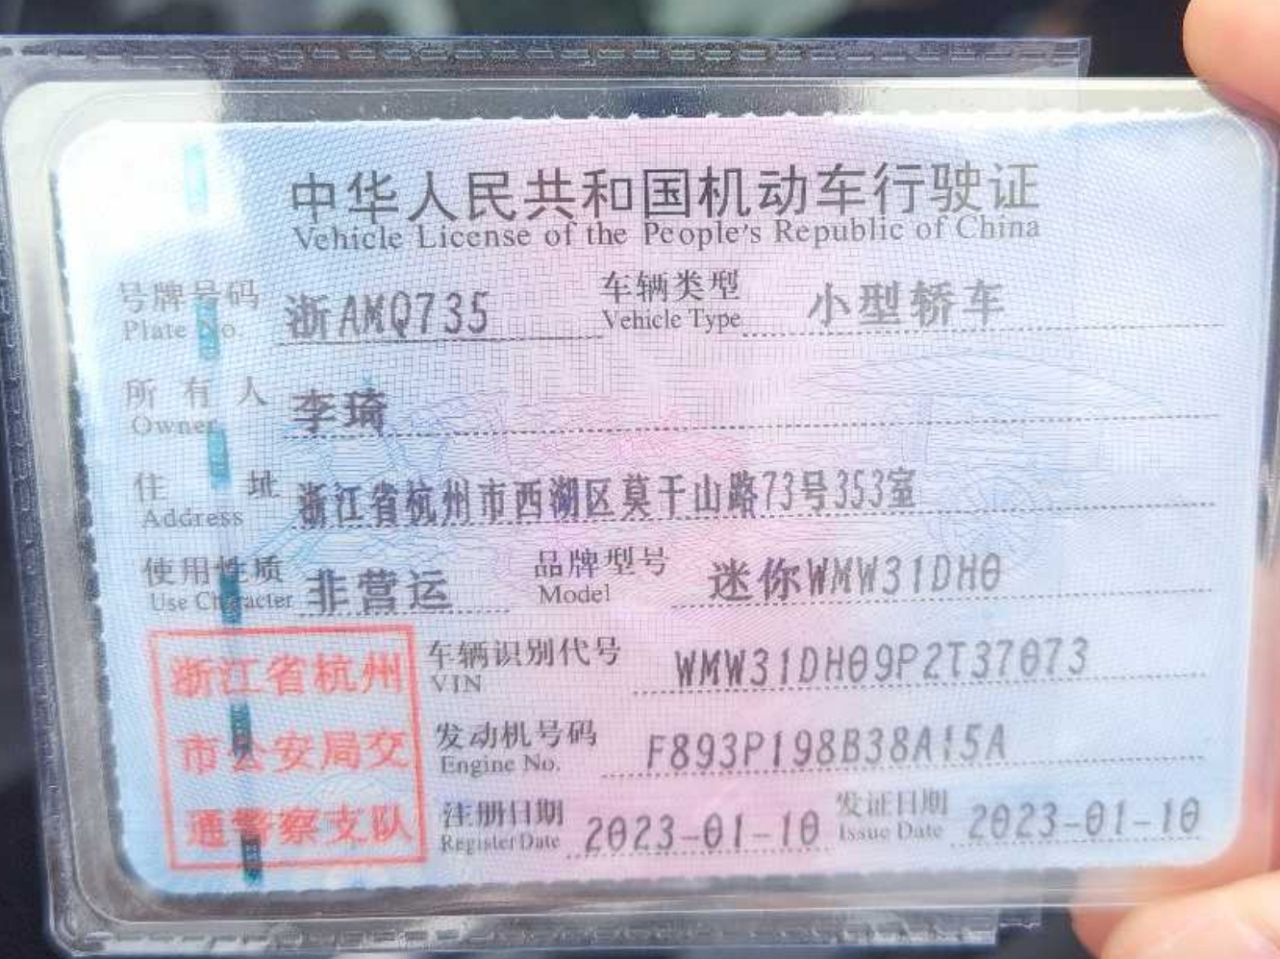 中华人民共和国机动车行驶证
Vehicle License of the People's Republic of China
号牌号码 浙AMQ735 车辆类型 小型轿车
Plate No. Vehicle Type
所有人 李琦
Owner
住址 浙江省杭州市西湖区莫干山路73号353室
Address
使用性质 非营运 品牌型号 迷你WMW31DH0
Use Character Model
浙江省杭州
市公安局交
通警察支队
车辆识别代号 WMW31DH09P2T37073
VIN
发动机号码 F893P198B38A15A
Engine No.
注册日期 2023-01-10 发证日期 2023-01-10
Register Date Issue Date